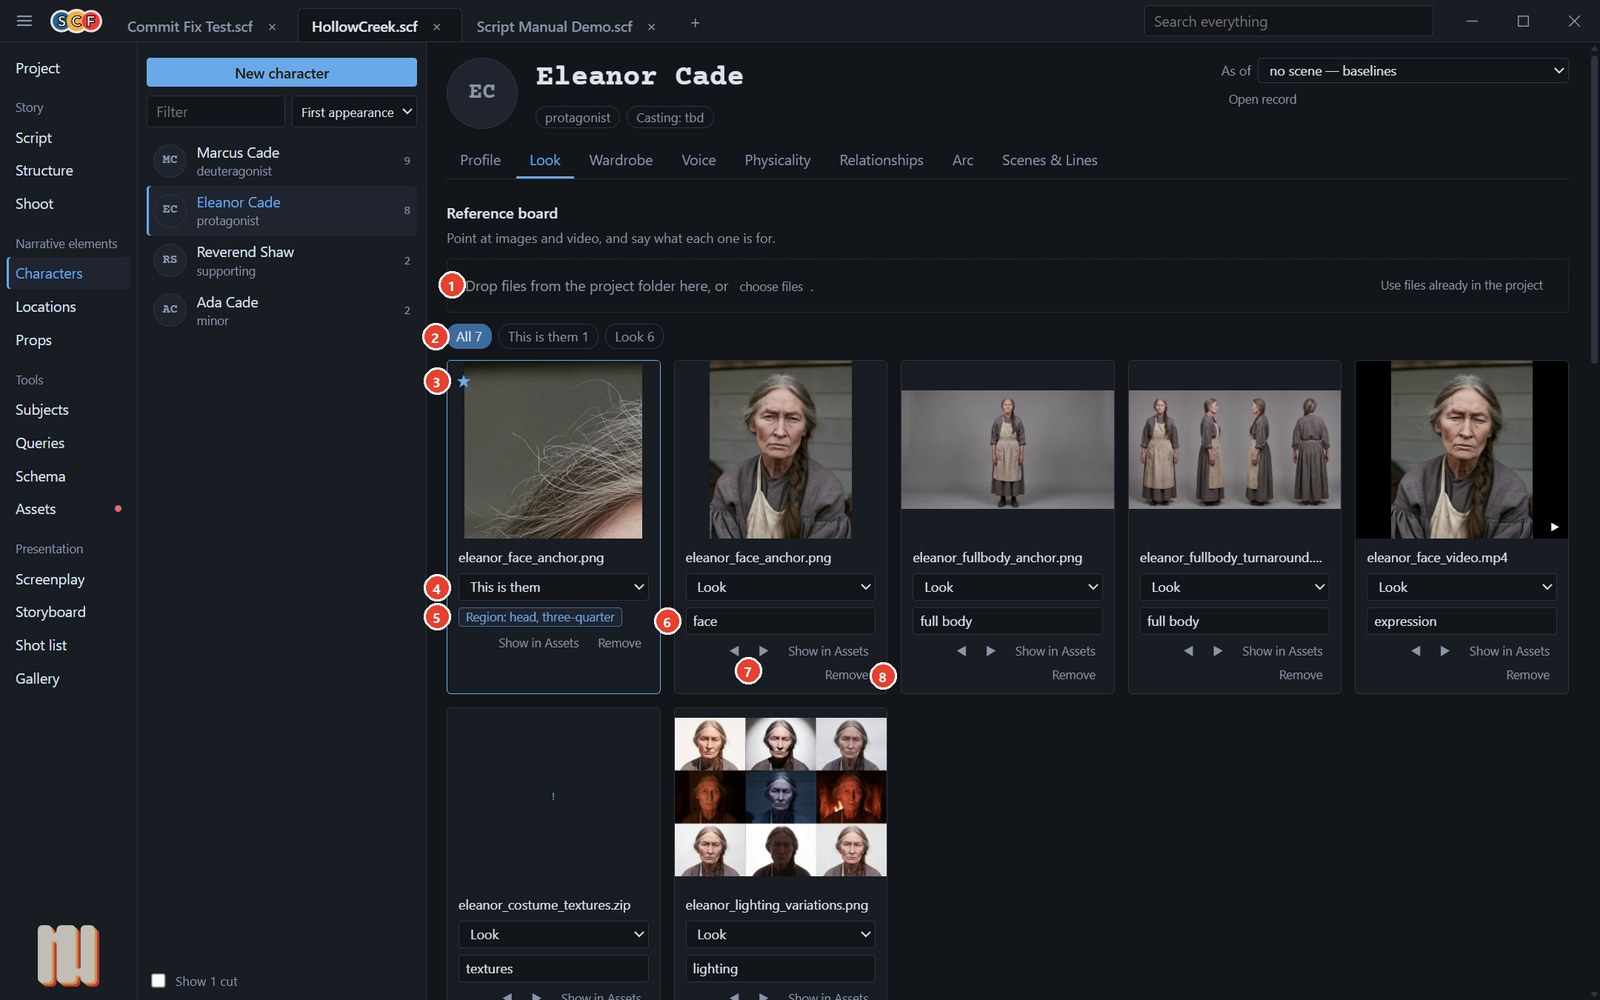 SCF
Commit Fix Test.scf ×
HollowCreek.scf ×
Script Manual Demo.scf ×
+
Search everything
Project
Story
Script
Structure
Shoot
Narrative elements
Characters
Locations
Props
Tools
Subjects
Queries
Schema
Assets
Presentation
Screenplay
Storyboard
Shot list
Gallery
New character
Filter
First appearance
MC
Marcus Cade
deuteragonist
9
EC
Eleanor Cade
protagonist
8
RS
Reverend Shaw
supporting
2
AC
Ada Cade
minor
2
Show 1 cut
EC
Eleanor Cade
protagonist
Casting: tbd
As of
no scene — baselines
Open record
Profile
Look
Wardrobe
Voice
Physicality
Relationships
Arc
Scenes & Lines
Reference board
Point at images and video, and say what each one is for.
1
Drop files from the project folder here, or choose files .
Use files already in the project
2
All 7
This is them 1
Look 6
3
eleanor_face_anchor.png
4
This is them
5
Region: head, three-quarter
Show in Assets
Remove
eleanor_face_anchor.png
Look
6
face
Show in Assets
7
Remove
8
eleanor_fullbody_anchor.png
Look
full body
Show in Assets
Remove
eleanor_fullbody_turnaround....
Look
full body
Show in Assets
Remove
eleanor_face_video.mp4
Look
expression
Show in Assets
Remove
!
eleanor_costume_textures.zip
Look
textures
Show in Assets
eleanor_lighting_variations.png
Look
lighting
Show in Assets